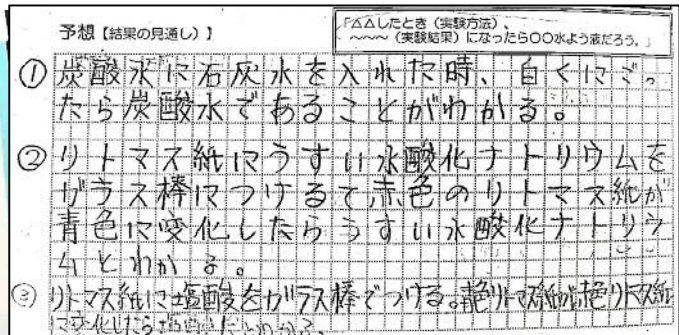 予想【結果の見通し)】
「△△したとき(実験方法)、
~~~(実験結果)になったら○○水よう液だろう。」
① 炭酸水に石灰水を入れた時、白くにごっ
たら炭酸水であることがわかる。
② リトマス紙にうすい水酸化ナトリウムを
ガラス棒につけるて赤色のリトマス紙が
青色に変化したらうすい水酸化ナトリウ
ムとわかる。
③ リトマス紙に塩酸をガラス棒でつける。青色リトマス紙が赤色リトマス紙
に変化したら塩酸だとわかる。